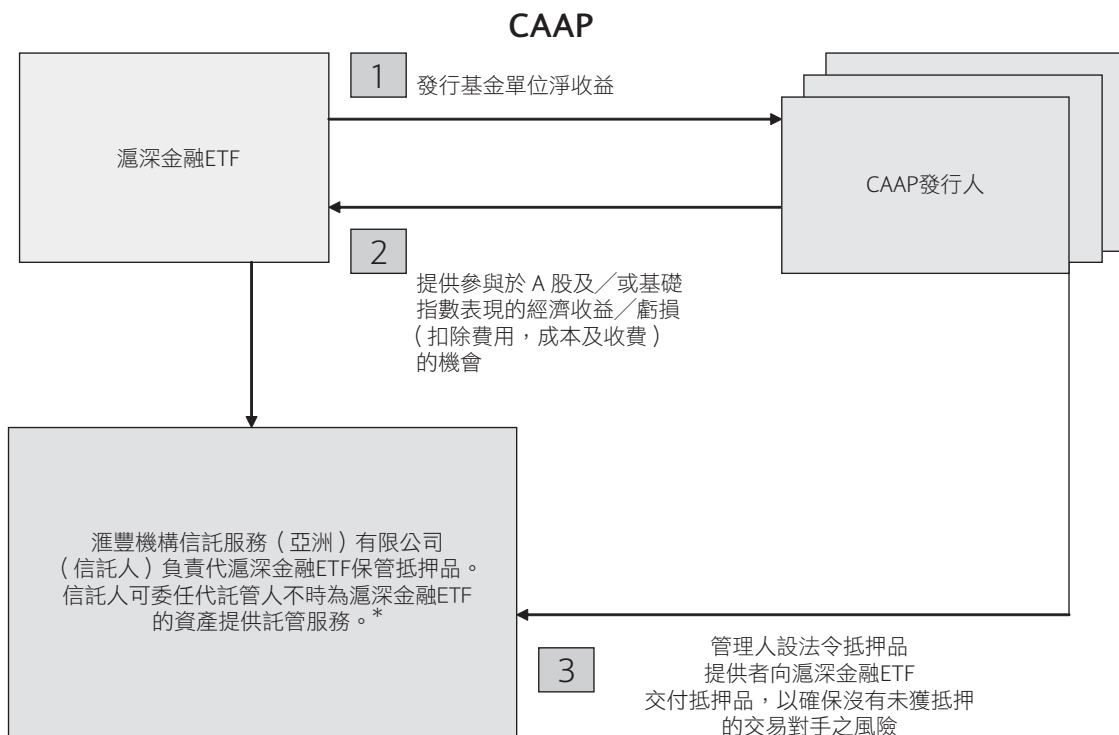 CAAP
1
發行基金單位淨收益
滬深金融ETF
CAAP發行人
2
提供參與於 A 股及／或基礎
指數表現的經濟收益／虧損
（扣除費用，成本及收費）
的機會
滙豐機構信託服務（亞洲）有限公司
（信託人）負責代滬深金融ETF保管抵押品。
信託人可委任代託管人不時為滬深金融ETF
的資產提供託管服務。*
3
管理人設法令抵押品
提供者向滬深金融ETF
交付抵押品，以確保沒有未獲抵押
的交易對手之風險